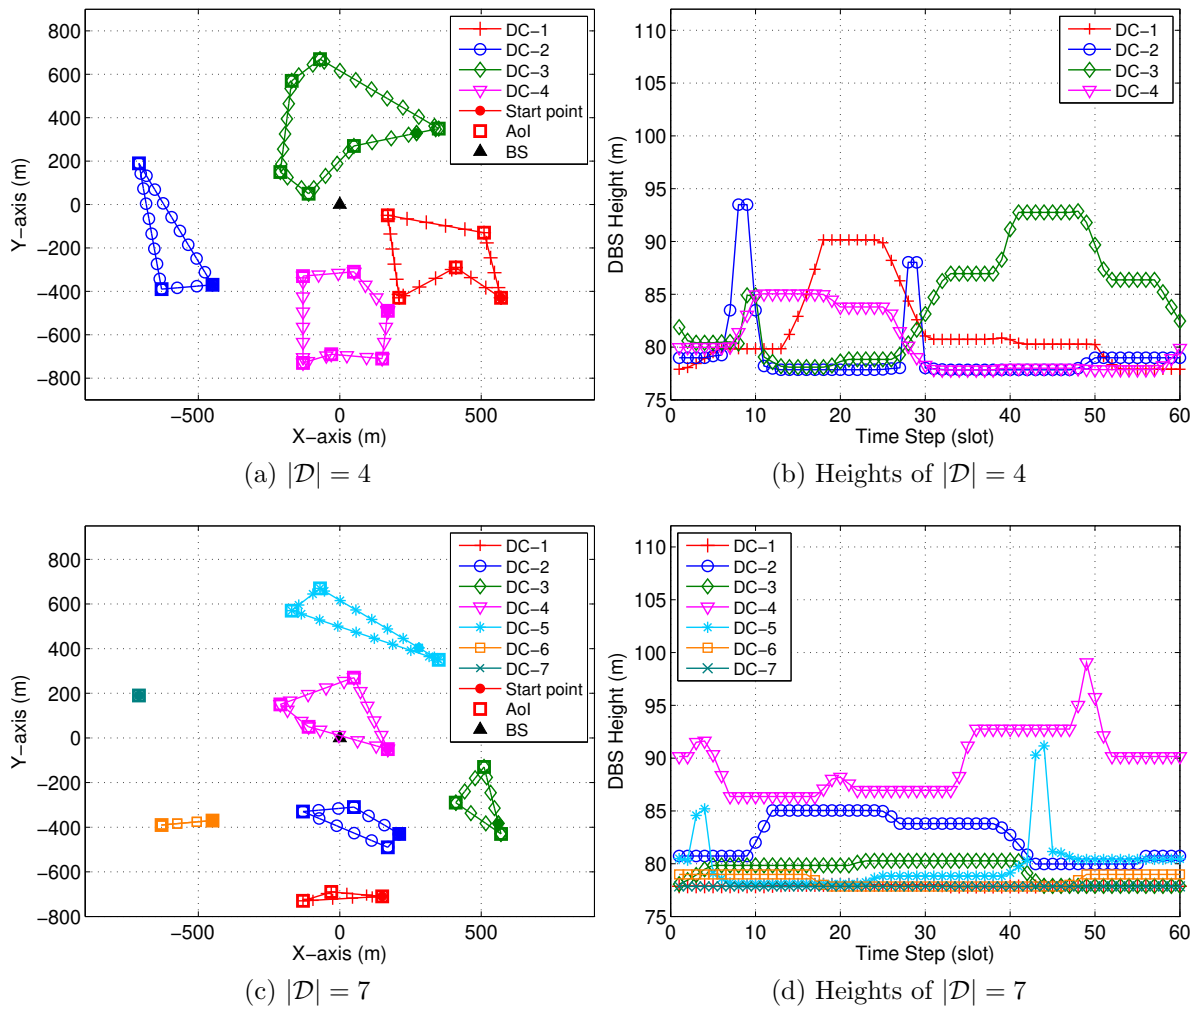 800
600
400
200
0
−200
−400
−600
−800
−500
0
500
Y−axis (m)
X−axis (m)
DC−1
DC−2
DC−3
DC−4
Start point
AoI
BS
(a) |𝒟| = 4
110
105
100
95
90
85
80
75
0
10
20
30
40
50
60
DBS Height (m)
Time Step (slot)
DC−1
DC−2
DC−3
DC−4
(b) Heights of |𝒟| = 4
800
600
400
200
0
−200
−400
−600
−800
−500
0
500
Y−axis (m)
X−axis (m)
DC−1
DC−2
DC−3
DC−4
DC−5
DC−6
DC−7
Start point
AoI
BS
(c) |𝒟| = 7
110
105
100
95
90
85
80
75
0
10
20
30
40
50
60
DBS Height (m)
Time Step (slot)
DC−1
DC−2
DC−3
DC−4
DC−5
DC−6
DC−7
(d) Heights of |𝒟| = 7